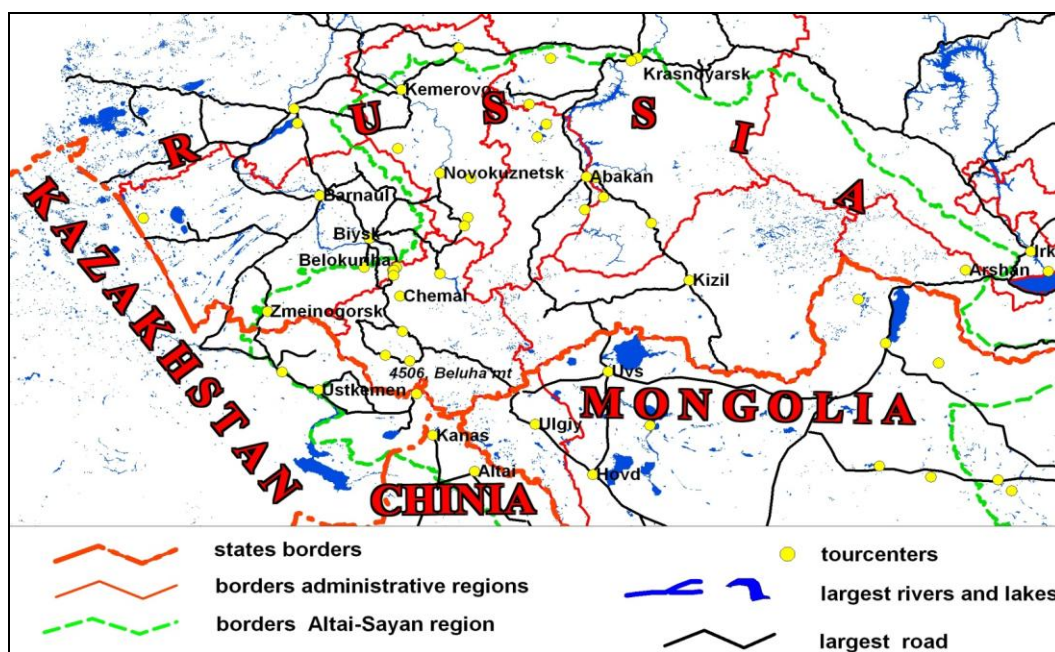 RUSSIA
KAZAKHSTAN
MONGOLIA
CHINIA
Krasnoyarsk
Kemerovo
Novokuznetsk
Abakan
Barnaul
Biysk
Belokuriha
Irk
Arshan
Kizil
Chemal
Zmeinogorsk
4506, Beluha mt
Uvs
Ustkemen
Ulgiy
Kanas
Altai
Hovd
states borders
borders administrative regions
borders Altai-Sayan region
tourcenters
largest rivers and lakes
largest road